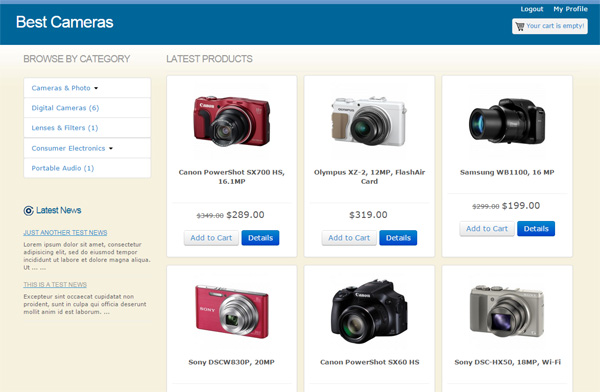 Logout My Profile
Best Cameras
Your cart is empty!
BROWSE BY CATEGORY
Cameras & Photo
Digital Cameras (6)
Lenses & Filters (1)
Consumer Electronics
Portable Audio (1)
Latest News
JUST ANOTHER TEST NEWS
Lorem ipsum dolor sit amet, consectetur
adipisicing elit, sed do eiusmod tempor
incididunt ut labore et dolore magna aliqua.
Ut ... ...
THIS IS A TEST NEWS
Excepteur sint occaecat cupidatat non
proident, sunt in culpa qui officia deserunt
mollit anim id est laborum. ...
LATEST PRODUCTS
Canon PowerShot SX700 HS,
16.1MP
$349.00 $289.00
Add to Cart Details
Olympus XZ-2, 12MP, FlashAir
Card
$319.00
Add to Cart Details
Samsung WB1100, 16 MP
$299.00 $199.00
Add to Cart Details
Sony DSCW830P, 20MP
Canon PowerShot SX60 HS
Sony DSC-HX50, 18MP, Wi-Fi